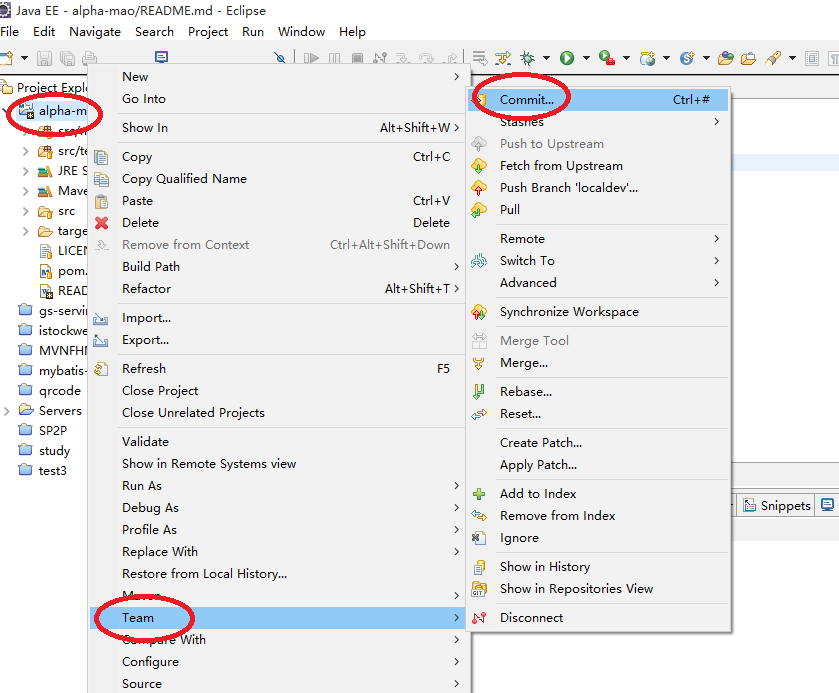 Java EE - alpha-mao/README.md - Eclipse
File Edit Navigate Search Project Run Window Help
Project Explo
alpha-m
src/
src/te
JRE S
Mave
src
targe
LICEN
pom.
READ
gs-servi
istockwe
MVNFHM
mybatis-
qrcode
Servers
SP2P
study
test3
New
Go Into
Show In Alt+Shift+W
Copy Ctrl+C
Copy Qualified Name
Paste Ctrl+V
Delete Delete
Remove from Context Ctrl+Alt+Shift+Down
Build Path
Refactor Alt+Shift+T
Import...
Export...
Refresh F5
Close Project
Close Unrelated Projects
Validate
Show in Remote Systems view
Run As
Debug As
Profile As
Replace With
Restore from Local History...
Maven
Team
Compare With
Configure
Source
Commit... Ctrl+#
Stashes
Push to Upstream
Fetch from Upstream
Push Branch 'localdev'...
Pull
Remote
Switch To
Advanced
Synchronize Workspace
Merge Tool
Merge...
Rebase...
Reset...
Create Patch...
Apply Patch...
Add to Index
Remove from Index
Ignore
Show in History
Show in Repositories View
Disconnect
Snippets